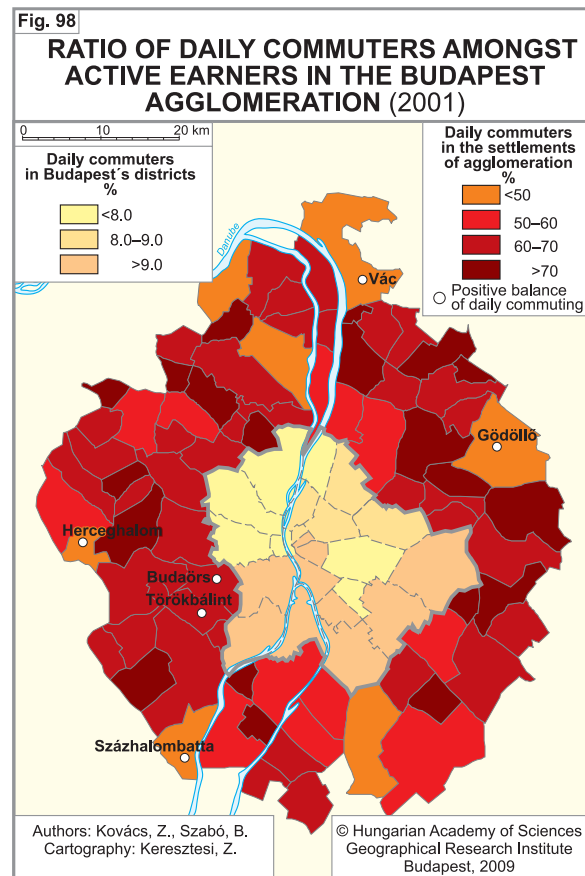 Fig. 98
RATIO OF DAILY COMMUTERS AMONGST
ACTIVE EARNERS IN THE BUDAPEST
AGGLOMERATION (2001)
0 10 20 km
Daily commuters
in Budapest´s districts
%
<8.0
8.0–9.0
>9.0
Daily commuters
in the settlements
of agglomeration
%
<50
50–60
60–70
>70
Positive balance
of daily commuting
Danube
Vác
Gödöllő
Herceghalom
Budaörs
Törökbálint
Százhalombatta
Authors: Kovács, Z., Szabó, B.
Cartography: Keresztesi, Z.
© Hungarian Academy of Sciences
Geographical Research Institute
Budapest, 2009